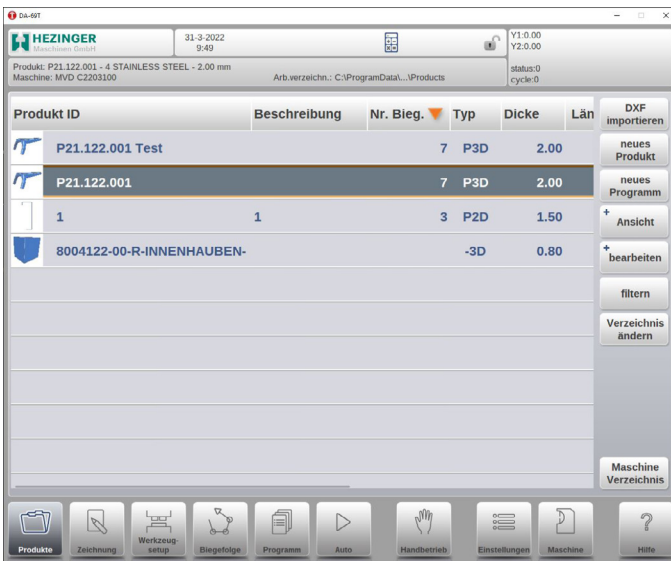 DA-69T
HEZINGER
Maschinen GmbH
31-3-2022
9:49
Y1:0.00
Y2:0.00
Produkt: P21.122.001 - 4 STAINLESS STEEL - 2.00 mm
Maschine: MVD C2203100
Arb.verzeichn.: C:\ProgramData\...\Products
status:0
cycle:0
Produkt ID Beschreibung Nr. Bieg. Typ Dicke Län
P21.122.001 Test 7 P3D 2.00
P21.122.001 7 P3D 2.00
1 1 3 P2D 1.50
8004122-00-R-INNENHAUBEN- -3D 0.80
DXF
importieren
neues
Produkt
neues
Programm
+ Ansicht
+ bearbeiten
filtern
Verzeichnis
ändern
Maschine
Verzeichnis
Produkte
Zeichnung
Werkzeug-
setup
Biegefolge
Programm
Auto
Handbetrieb
Einstellungen
Maschine
?
Hilfe